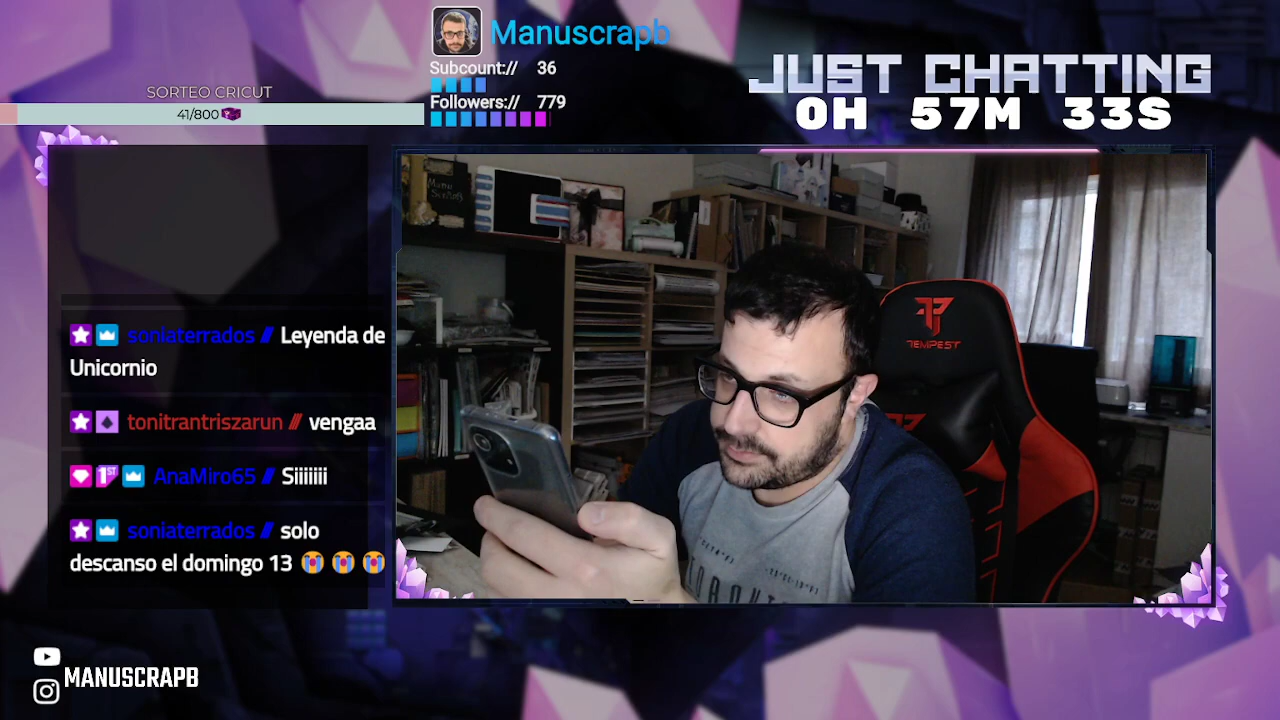 Manuscrapb
Subcount:// 36
Followers:// 779
SORTEO CRICUT
41/800
JUST CHATTING
0H 57M 33S
soniaterrados // Leyenda de
Unicornio
tonitrantriszarun /// vengaa
1ST AnaMiro65 // Siiiiiii
soniaterrados // solo
descanso el domingo 13 😭 😭 😭
TEMPEST
MANUSCRAPB